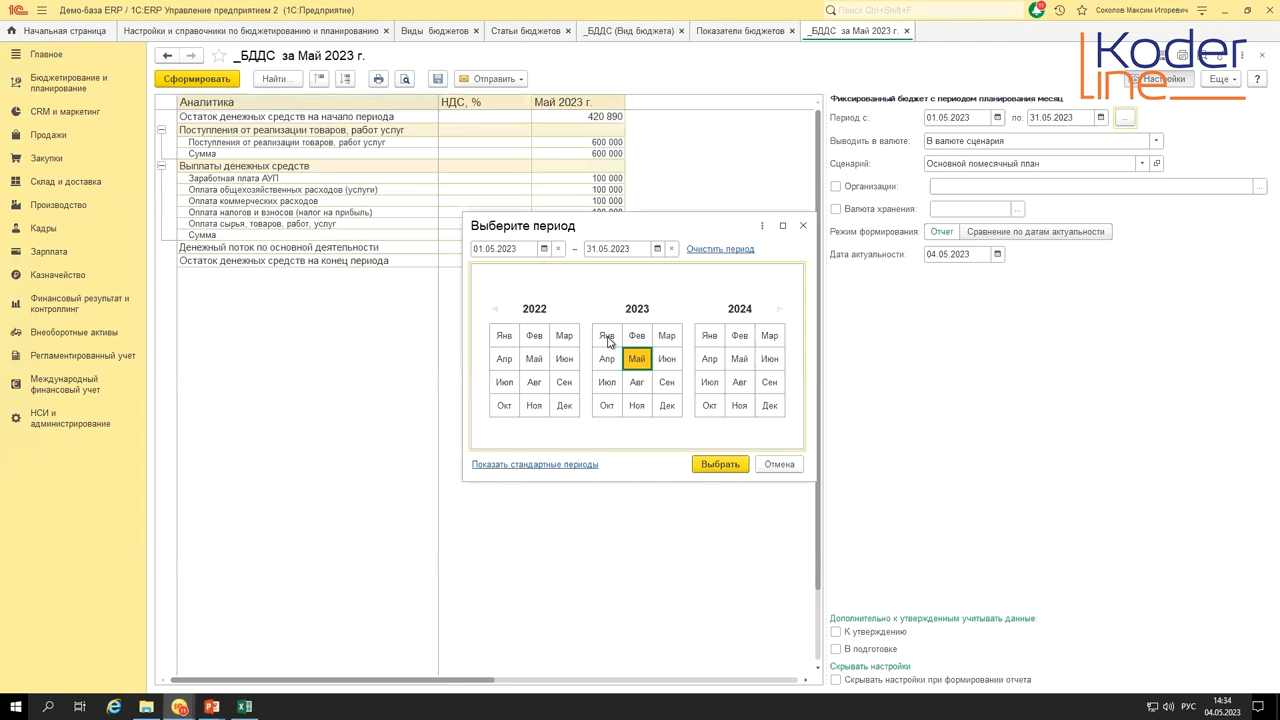 Демо-база ERP / 1С:ERP Управление предприятием 2 (1С:Предприятие)
Поиск Ctrl+Shift+F
11
Соколов Максим Игоревич
Начальная страница
Настройки и справочники по бюджетированию и планированию ×
Виды бюджетов ×
Статьи бюджетов ×
_БДДС (Вид бюджета) ×
Показатели бюджетов ×
_БДДС за Май 2023 г. ×
Главное
Бюджетирование и
планирование
CRM и маркетинг
Продажи
Закупки
Склад и доставка
Производство
Кадры
Зарплата
Казначейство
Финансовый результат и
контроллинг
Внеоборотные активы
Регламентированный учет
Международный
финансовый учет
НСИ и
администрирование
_БДДС за Май 2023 г.
Сформировать
Найти...
Отправить
Настройки
Еще
?
Koder
line
Аналитика НДС, % Май 2023 г.
Остаток денежных средств на начало периода 420 890
Поступления от реализации товаров, работ услуг
Поступления от реализации товаров, работ услуг 600 000
Сумма 600 000
Выплаты денежных средств
Заработная плата АУП 100 000
Оплата общехозяйственных расходов (услуги) 100 000
Оплата коммерческих расходов 100 000
Оплата налогов и взносов (налог на прибыль)
Оплата сырья, товаров, работ, услуг
Сумма
Денежный поток по основной деятельности
Остаток денежных средств на конец периода
Выберите период
01.05.2023 – 31.05.2023 Очистить период
2022 2023 2024
Янв Фев Мар Янв Фев Мар Янв Фев Мар
Апр Май Июн Апр Май Июн Апр Май Июн
Июл Авг Сен Июл Авг Сен Июл Авг Сен
Окт Ноя Дек Окт Ноя Дек Окт Ноя Дек
Показать стандартные периоды
Выбрать
Отмена
Фиксированный бюджет с периодом планирования месяц
Период с: 01.05.2023 по: 31.05.2023 ...
Выводить в валюте: В валюте сценария
Сценарий: Основной помесячный план
Организации:
Валюта хранения:
Режим формирования: Отчет Сравнение по датам актуальности
Дата актуальности: 04.05.2023
Дополнительно к утвержденным учитывать данные:
К утверждению
В подготовке
Скрывать настройки
Скрывать настройки при формировании отчета
РУС
14:34
04.05.2023